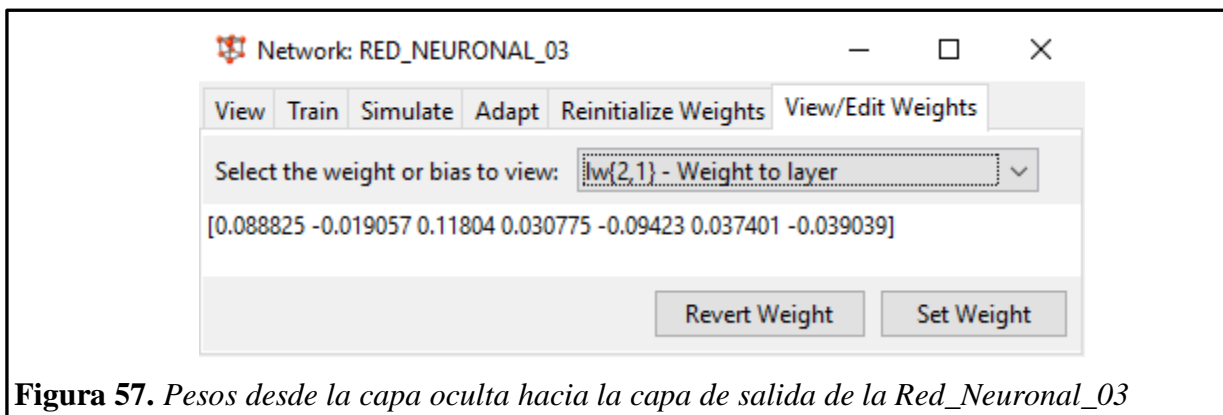 Network: RED_NEURONAL_03
View Train Simulate Adapt Reinitialize Weights View/Edit Weights
Select the weight or bias to view: lw{2,1} - Weight to layer
[0.088825 -0.019057 0.11804 0.030775 -0.09423 0.037401 -0.039039]
Revert Weight Set Weight
Figura 57. Pesos desde la capa oculta hacia la capa de salida de la Red_Neuronal_03